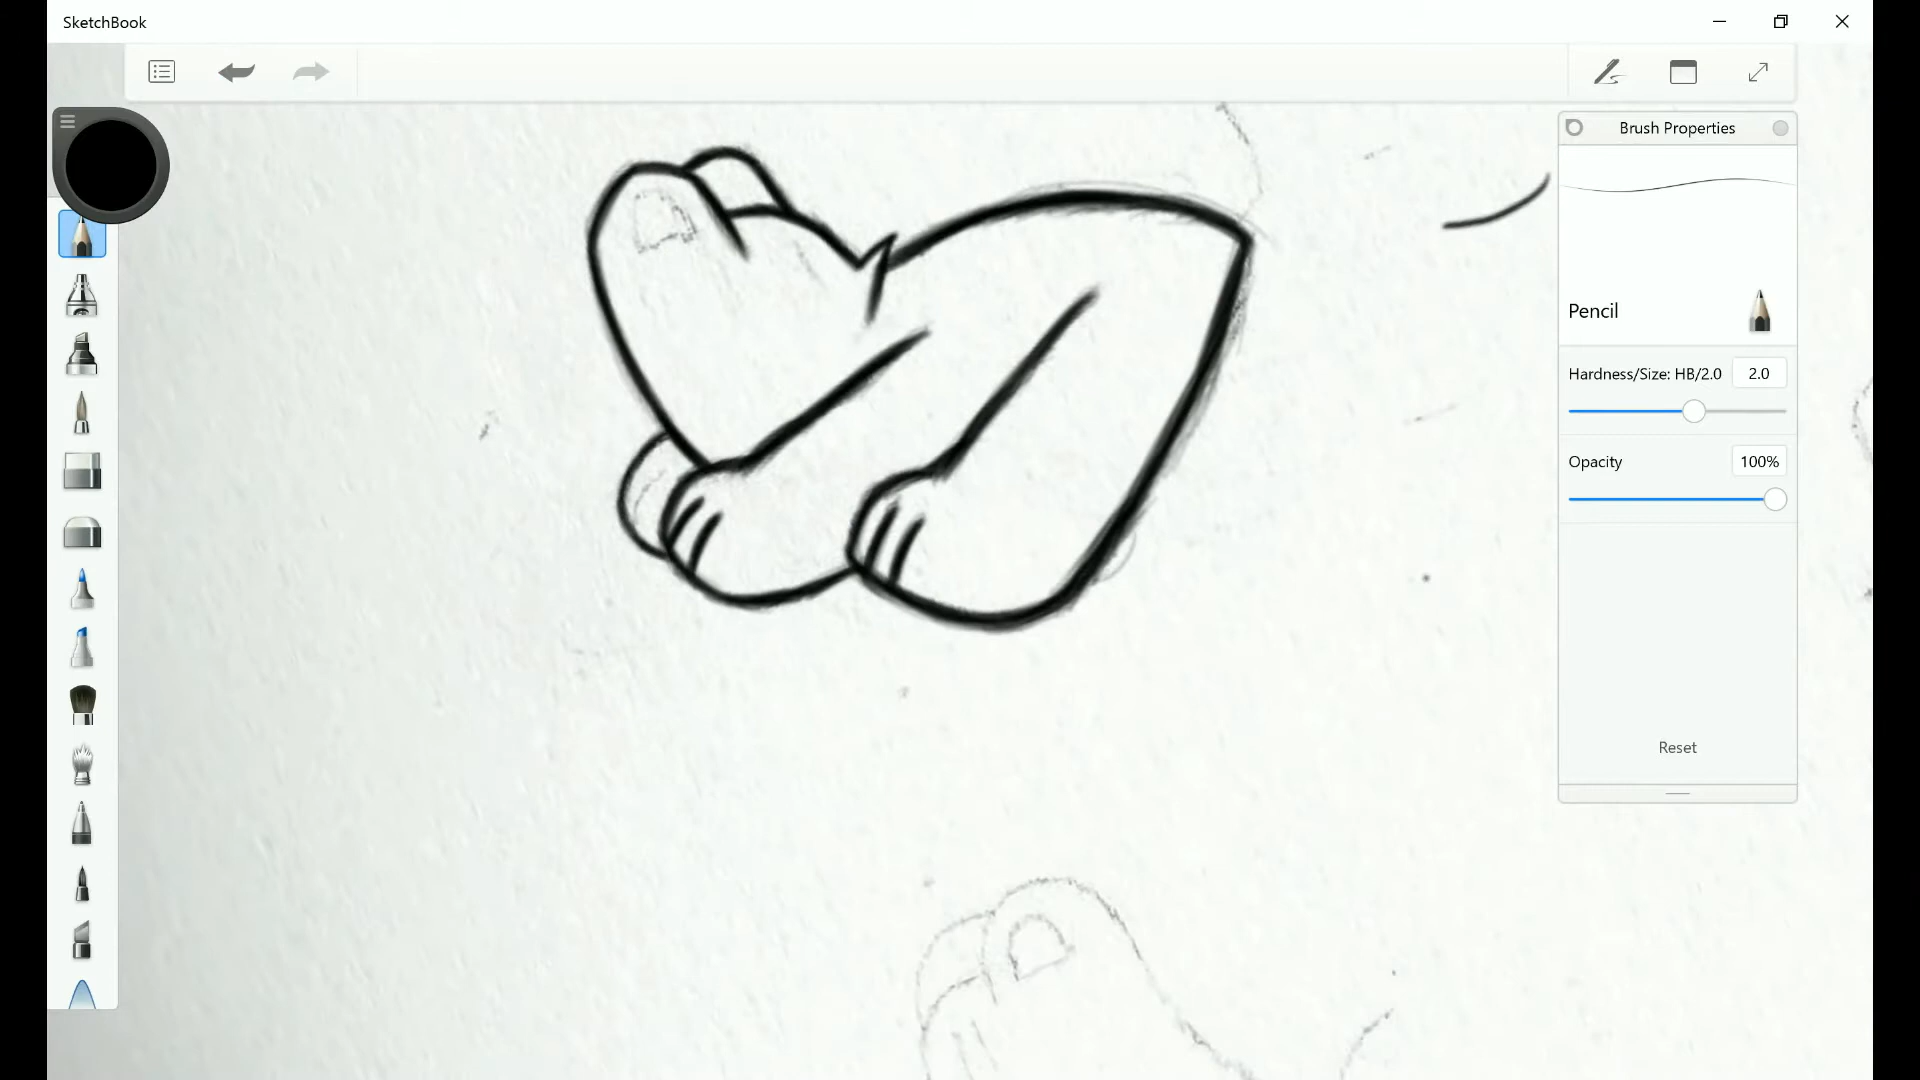 SketchBook
Brush Properties
Pencil
Hardness/Size: HB/2.0 2.0
Opacity 100%
Reset